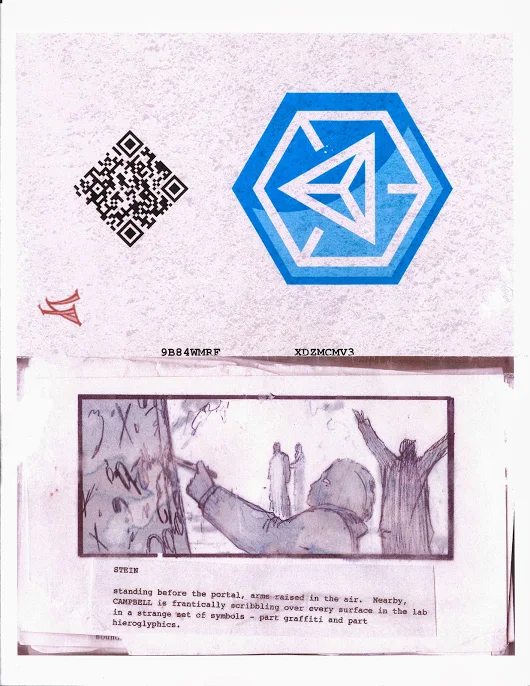 9B84WMRF XDZMCMV3
STEIN
standing before the portal, arms raised in the air. Nearby,
CAMPBELL is frantically scribbling over every surface in the lab
in a strange set of symbols - part graffiti and part
hieroglyphics.
sound.